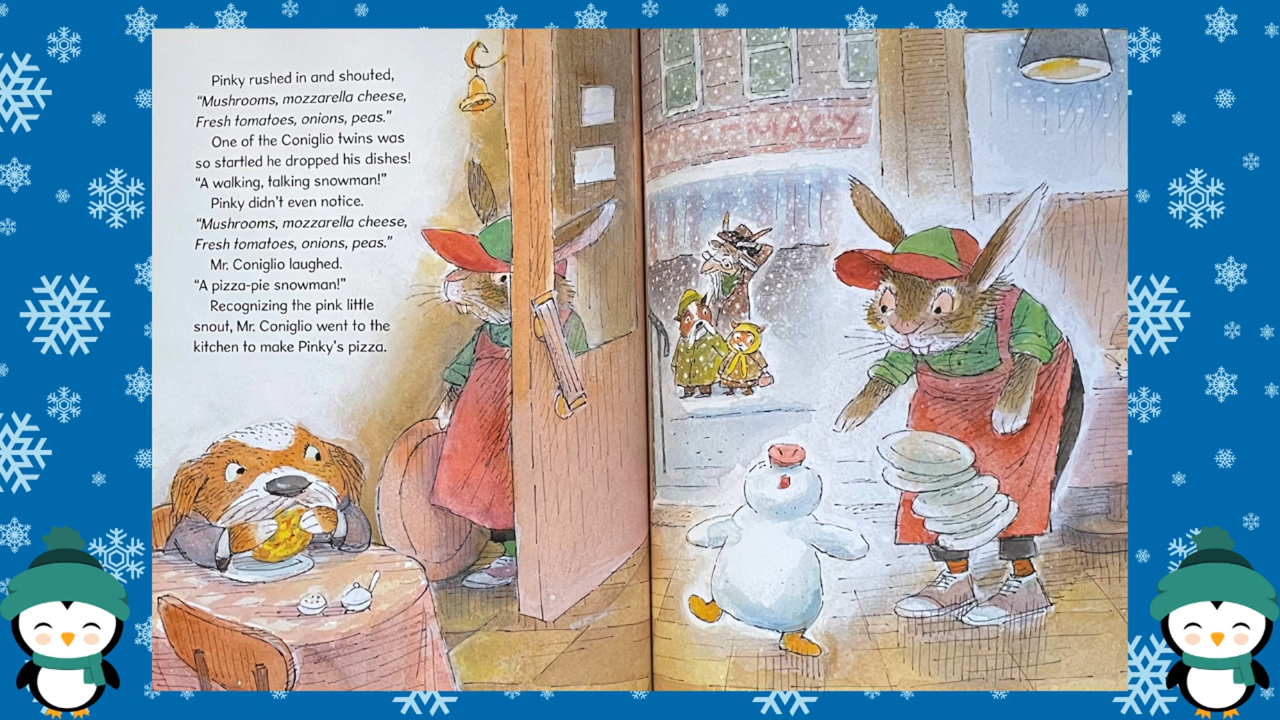 Pinky rushed in and shouted,
“Mushrooms, mozzarella cheese,
Fresh tomatoes, onions, peas.”
One of the Coniglio twins was
so startled he dropped his dishes!
“A walking, talking snowman!”
Pinky didn’t even notice.
“Mushrooms, mozzarella cheese,
Fresh tomatoes, onions, peas.”
Mr. Coniglio laughed.
“A pizza-pie snowman!”
Recognizing the pink little
snout, Mr. Coniglio went to the
kitchen to make Pinky’s pizza.
PHARMACY